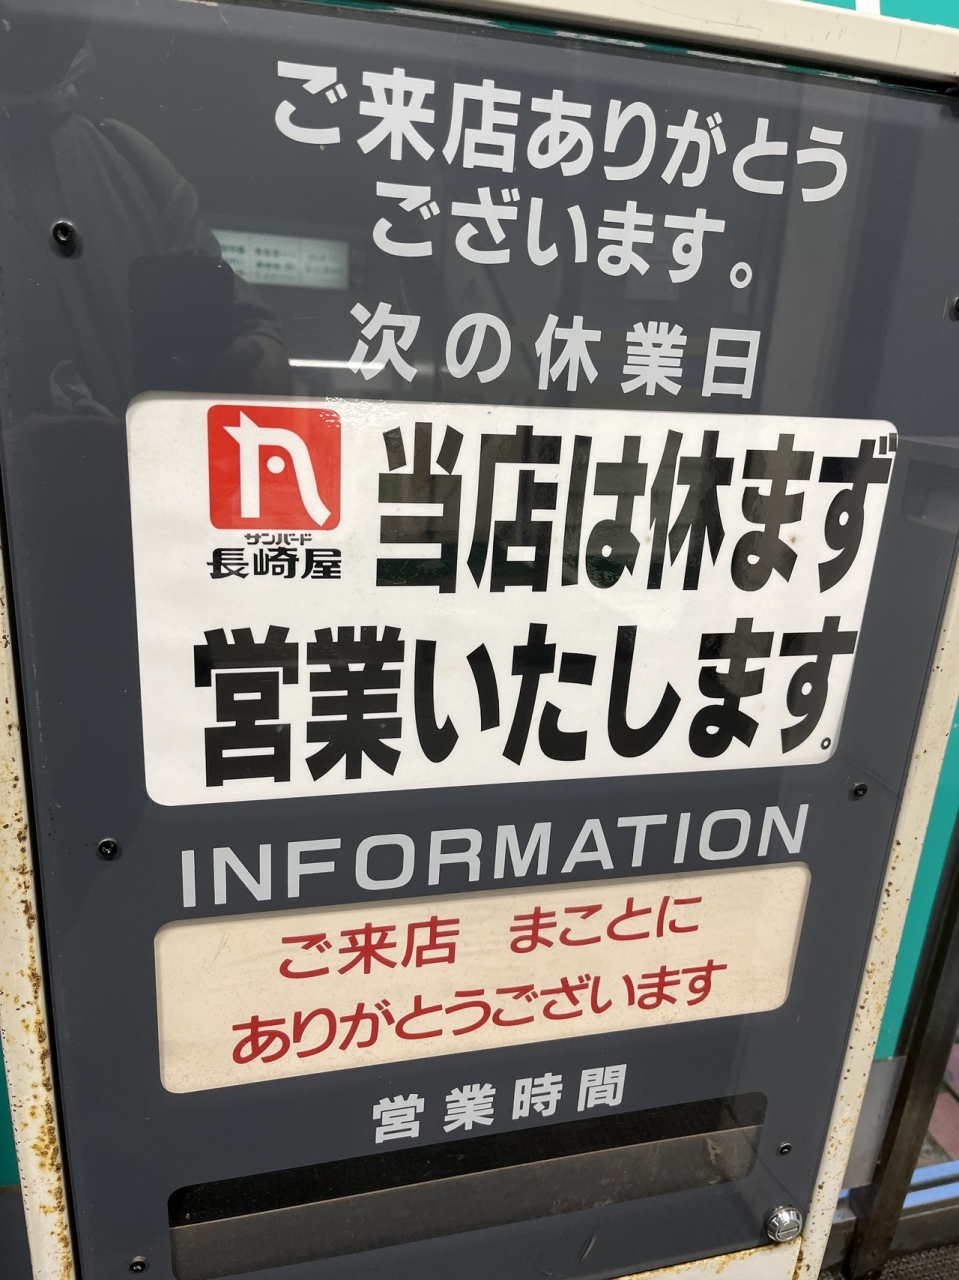 ご来店ありがとう
ございます。
次の休業日
サンバード
長崎屋
当店は休まず
営業いたします。
INFORMATION
ご来店 まことに
ありがとうございます
営業時間